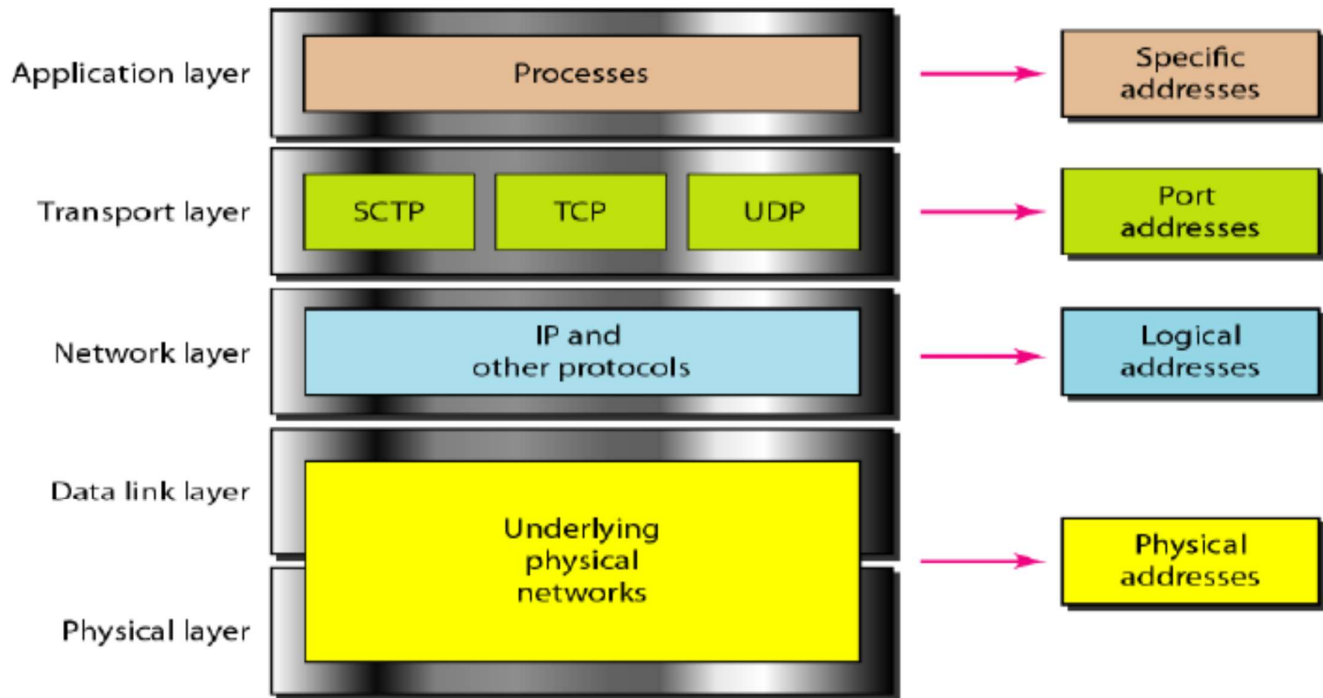 Application layer
Processes
Specific
addresses
Transport layer
SCTP
TCP
UDP
Port
addresses
Network layer
IP and
other protocols
Logical
addresses
Data link layer
Underlying
physical
networks
Physical
addresses
Physical layer